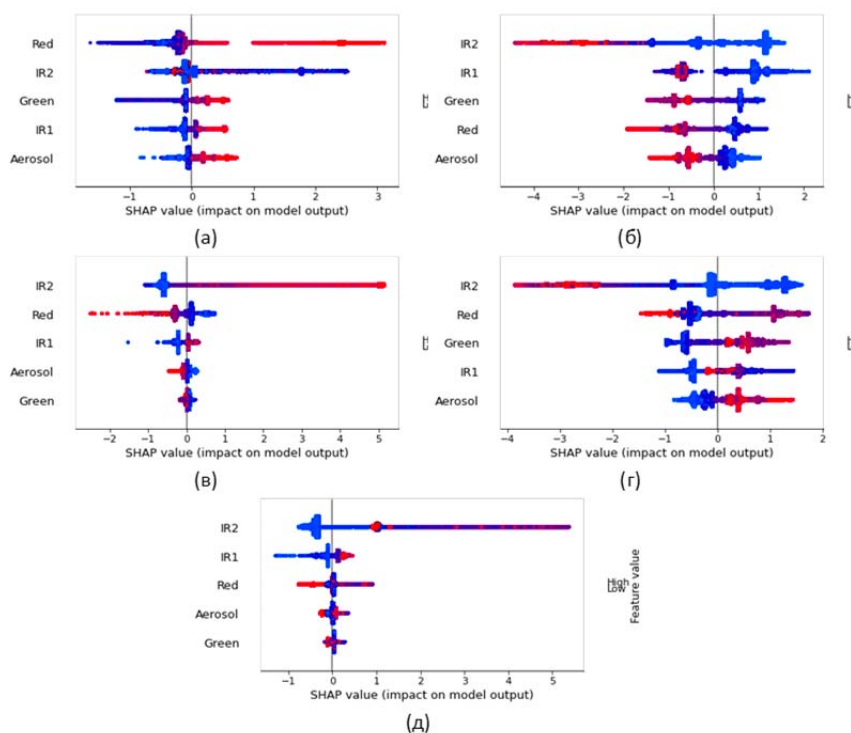 Red
IR2
Green
IR1
Aerosol
-1 0 1 2 3
SHAP value (impact on model output)
(а)
IR2
IR1
Green
Red
Aerosol
-4 -3 -2 -1 0 1 2
SHAP value (impact on model output)
(б)
IR2
Red
IR1
Aerosol
Green
-2 -1 0 1 2 3 4 5
SHAP value (impact on model output)
(в)
IR2
Red
Green
IR1
Aerosol
-4 -3 -2 -1 0 1 2
SHAP value (impact on model output)
(г)
IR2
IR1
Red
Aerosol
Green
-1 0 1 2 3 4 5
SHAP value (impact on model output)
High
Low
Feature value
(д)